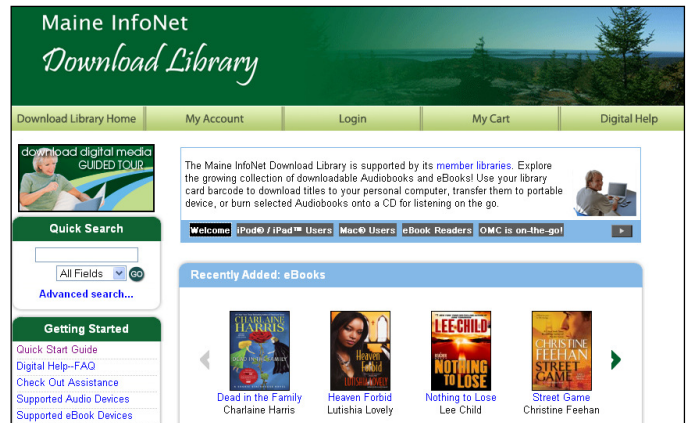 Maine InfoNet
Download Library
Download Library Home
My Account
Login
My Cart
Digital Help
download digital media
GUIDED TOUR
The Maine InfoNet Download Library is supported by its member libraries. Explore
the growing collection of downloadable Audiobooks and eBooks! Use your library
card barcode to download titles to your personal computer, transfer them to portable
device, or burn selected Audiobooks onto a CD for listening on the go.
Welcome iPod® / iPad™ Users Mac® Users eBook Readers OMC is on-the-go!
Quick Search
All Fields
GO
Advanced search...
Getting Started
Quick Start Guide
Digital Help--FAQ
Check Out Assistance
Supported Audio Devices
Supported eBook Devices
Recently Added: eBooks
CHARLAINE
HARRIS
DEAD IN THE FAMILY
Heaven
Forbid
LUTISHIA LOVELY
LEE CHILD
NOTHING
TO LOSE
CHRISTINE
FEEHAN
STREET
GAME
Dead in the Family
Charlaine Harris
Heaven Forbid
Lutishia Lovely
Nothing to Lose
Lee Child
Street Game
Christine Feehan